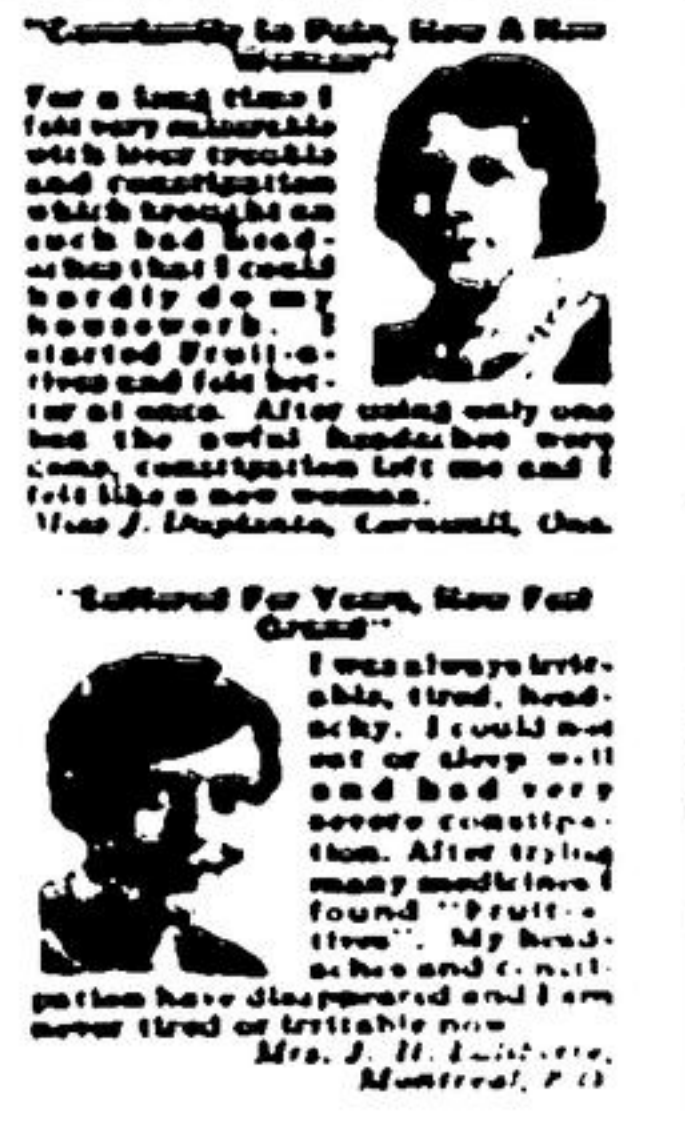 "Constantly In Pain, Now A New
Woman"
For a long time I
felt very miserable
with liver trouble
and constipation
which brought on
such bad head-
aches that I could
hardly do my
housework. I
started Fruit-a-
tives and felt bet-
ter at once. After using only one
box the awful headaches were
gone, constipation left me and I
felt like a new woman.
J. Cornwall, Ont.
"Suffered For Years, Now Feel
Grand"
I was always irrit-
able, tired, head-
achy. I could not
eat or sleep well
and had very
severe constipa-
tion. After trying
many medicines I
found "Fruit-a-
tives". My head-
aches and consti-
pation have disappeared and I am
never tired or irritable now
Mrs. J. H.
Montreal, P.Q.